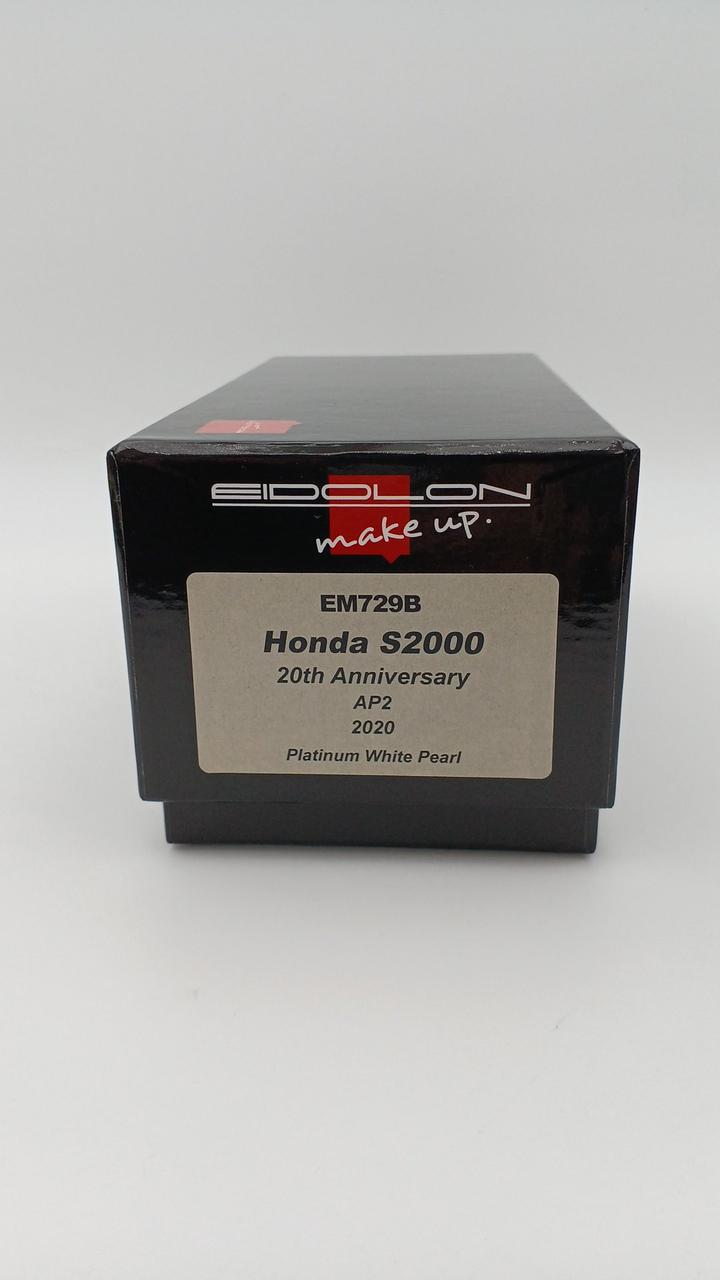 EIDOLON
make up.
EM729B
Honda S2000
20th Anniversary
AP2
2020
Platinum White Pearl